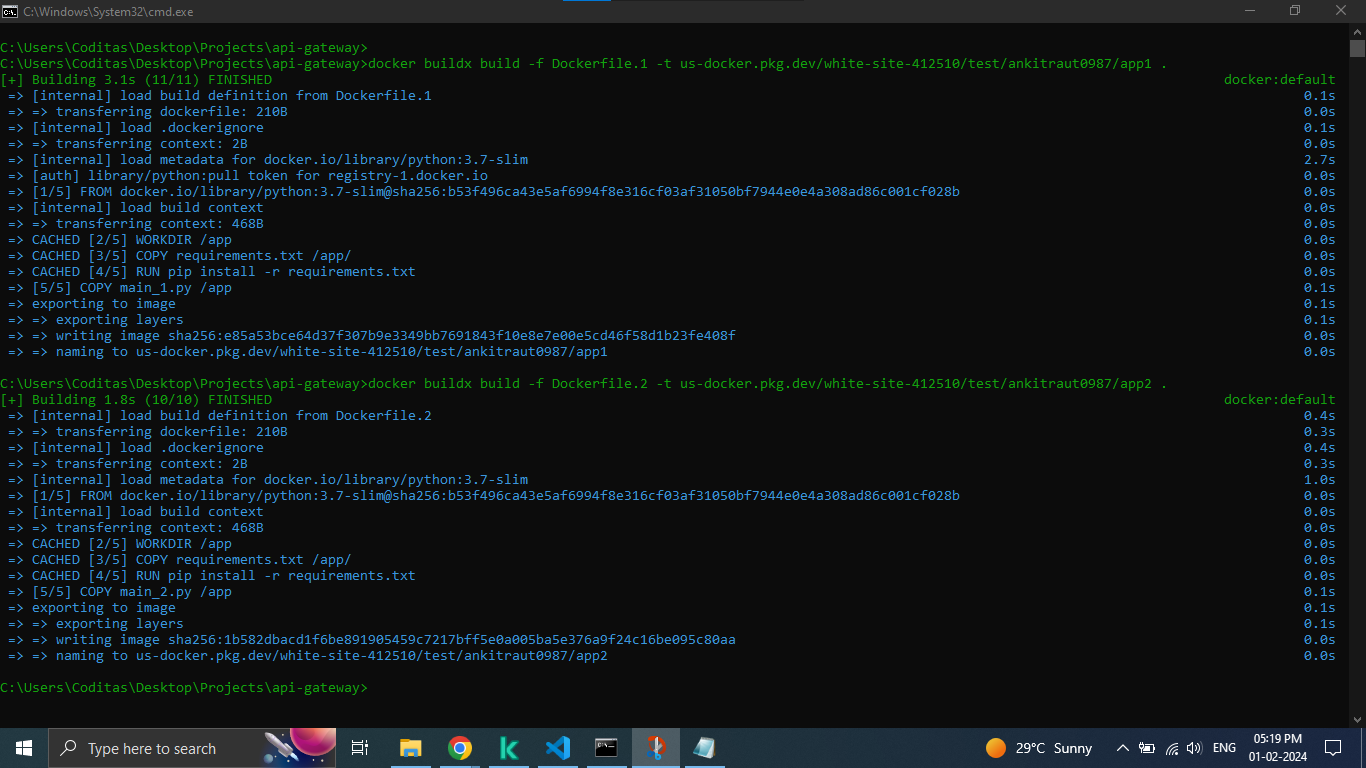 C:\Windows\System32\cmd.exe
C:\Users\Coditas\Desktop\Projects\api-gateway>
C:\Users\Coditas\Desktop\Projects\api-gateway>docker buildx build -f Dockerfile.1 -t us-docker.pkg.dev/white-site-412510/test/ankitraut0987/app1 .
[+] Building 3.1s (11/11) FINISHED docker:default
=> [internal] load build definition from Dockerfile.1 0.1s
=> => transferring dockerfile: 210B 0.0s
=> [internal] load .dockerignore 0.1s
=> => transferring context: 2B 0.0s
=> [internal] load metadata for docker.io/library/python:3.7-slim 2.7s
=> [auth] library/python:pull token for registry-1.docker.io 0.0s
=> [1/5] FROM docker.io/library/python:3.7-slim@sha256:b53f496ca43e5af6994f8e316cf03af31050bf7944e0e4a308ad86c001cf028b 0.0s
=> [internal] load build context 0.0s
=> => transferring context: 468B 0.0s
=> CACHED [2/5] WORKDIR /app 0.0s
=> CACHED [3/5] COPY requirements.txt /app/ 0.0s
=> CACHED [4/5] RUN pip install -r requirements.txt 0.0s
=> [5/5] COPY main_1.py /app 0.1s
=> exporting to image 0.1s
=> => exporting layers 0.1s
=> => writing image sha256:e85a53bce64d37f307b9e3349bb7691843f10e8e7e00e5cd46f58d1b23fe408f 0.0s
=> => naming to us-docker.pkg.dev/white-site-412510/test/ankitraut0987/app1 0.0s
C:\Users\Coditas\Desktop\Projects\api-gateway>docker buildx build -f Dockerfile.2 -t us-docker.pkg.dev/white-site-412510/test/ankitraut0987/app2 .
[+] Building 1.8s (10/10) FINISHED docker:default
=> [internal] load build definition from Dockerfile.2 0.4s
=> => transferring dockerfile: 210B 0.3s
=> [internal] load .dockerignore 0.4s
=> => transferring context: 2B 0.3s
=> [internal] load metadata for docker.io/library/python:3.7-slim 1.0s
=> [1/5] FROM docker.io/library/python:3.7-slim@sha256:b53f496ca43e5af6994f8e316cf03af31050bf7944e0e4a308ad86c001cf028b 0.0s
=> [internal] load build context 0.0s
=> => transferring context: 468B 0.0s
=> CACHED [2/5] WORKDIR /app 0.0s
=> CACHED [3/5] COPY requirements.txt /app/ 0.0s
=> CACHED [4/5] RUN pip install -r requirements.txt 0.0s
=> [5/5] COPY main_2.py /app 0.1s
=> exporting to image 0.1s
=> => exporting layers 0.1s
=> => writing image sha256:1b582dbacd1f6be891905459c7217bff5e0a005ba5e376a9f24c16be095c80aa 0.0s
=> => naming to us-docker.pkg.dev/white-site-412510/test/ankitraut0987/app2 0.0s
C:\Users\Coditas\Desktop\Projects\api-gateway>
Type here to search
29°C Sunny
ENG
05:19 PM
01-02-2024